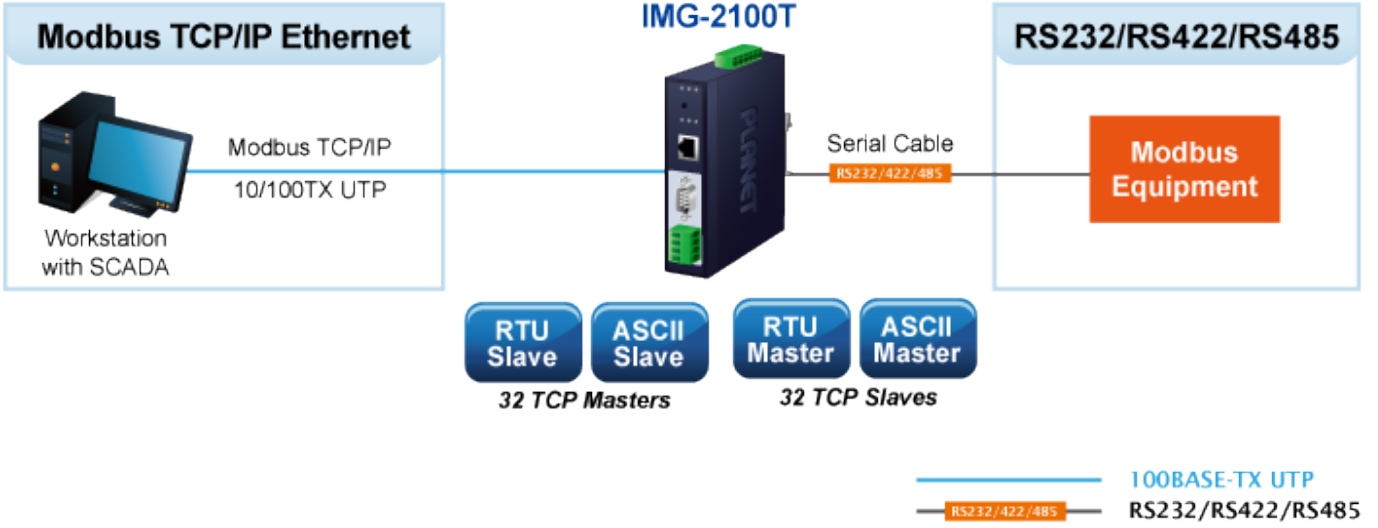 Modbus TCP/IP Ethernet
IMG-2100T
RS232/RS422/RS485
PLANET
Modbus TCP/IP
10/100TX UTP
Workstation
with SCADA
Serial Cable
RS232/422/485
Modbus
Equipment
RTU
Slave
ASCII
Slave
32 TCP Masters
RTU
Master
ASCII
Master
32 TCP Slaves
100BASE-TX UTP
RS232/422/485
RS232/RS422/RS485